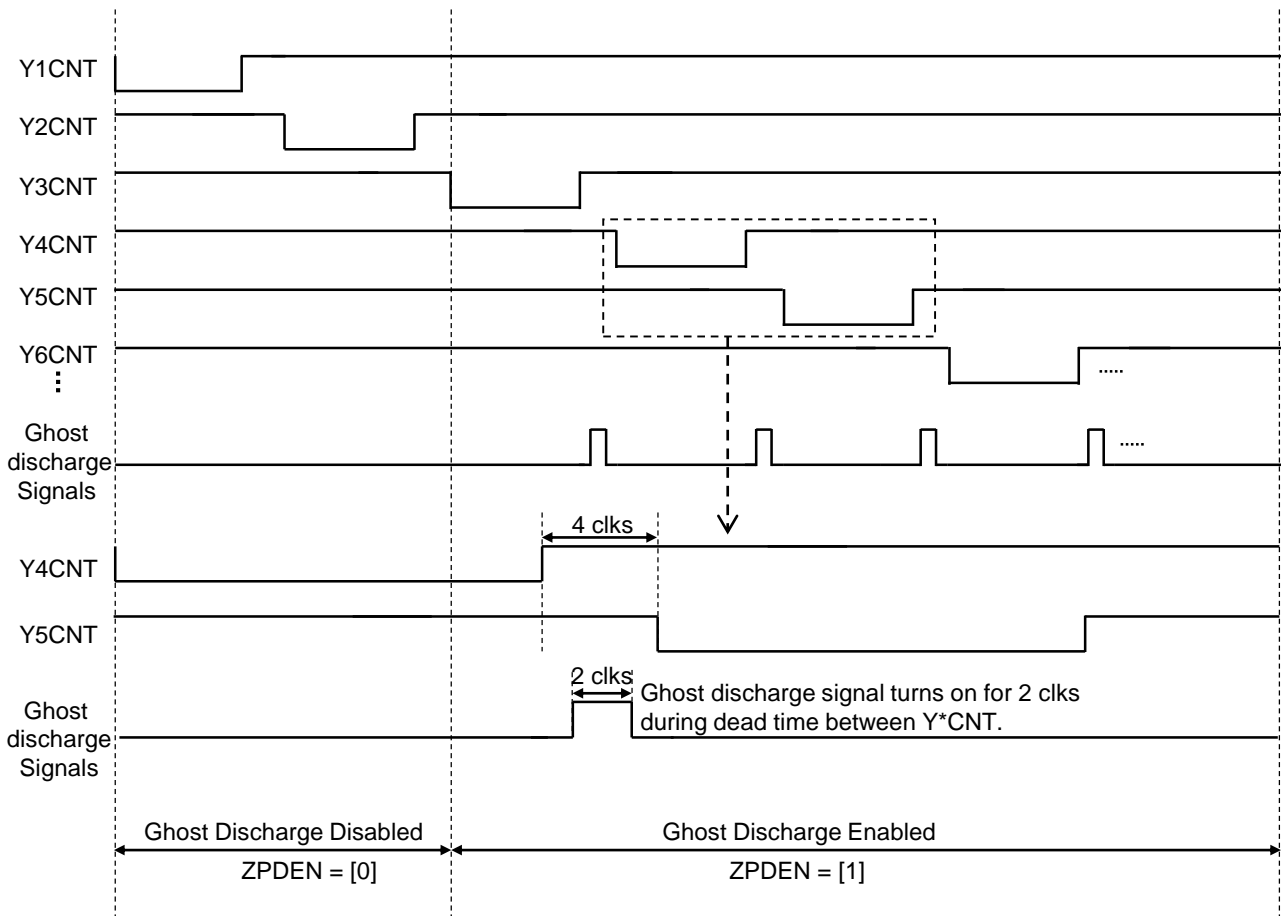 Y1CNT
Y2CNT
Y3CNT
Y4CNT
Y5CNT
Y6CNT
.....
Ghost
discharge
Signals
.....
4 clks
Y4CNT
Y5CNT
2 clks
Ghost discharge signal turns on for 2 clks
during dead time between Y*CNT.
Ghost
discharge
Signals
Ghost Discharge Disabled
Ghost Discharge Enabled
ZPDEN = [0]
ZPDEN = [1]